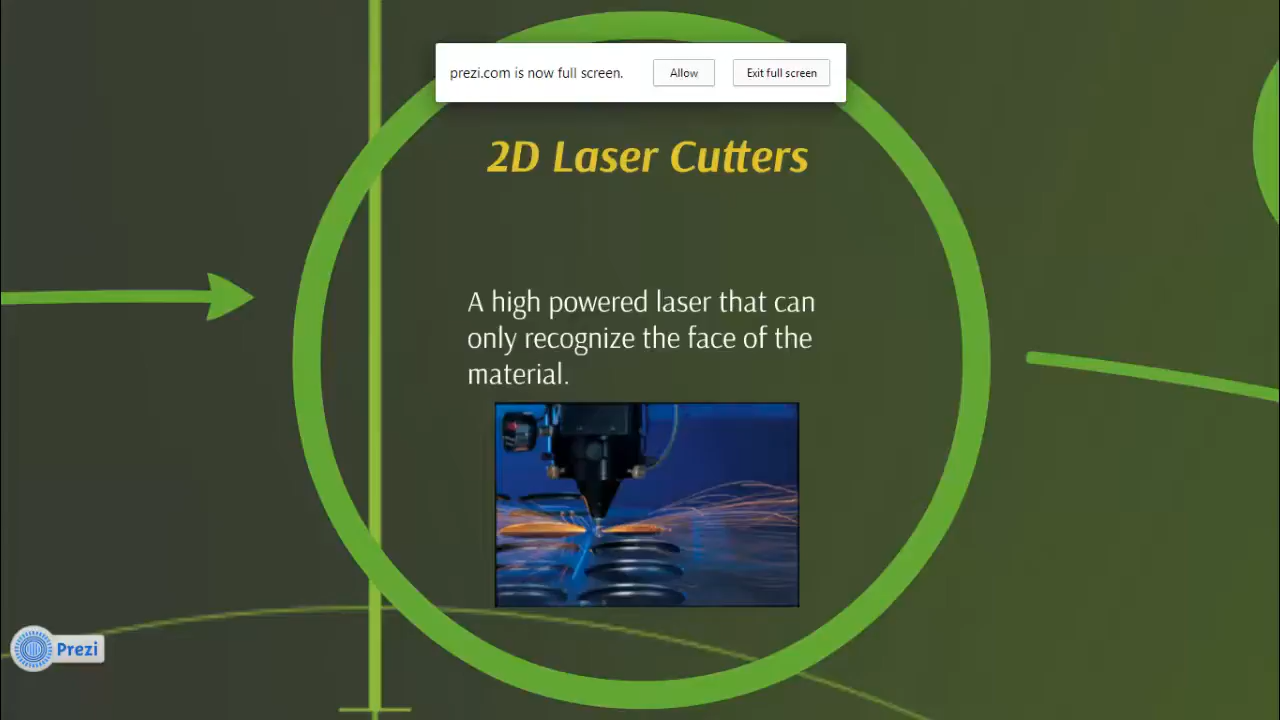 prezi.com is now full screen. Allow Exit full screen
2D Laser Cutters
A high powered laser that can
only recognize the face of the
material.
Prezi